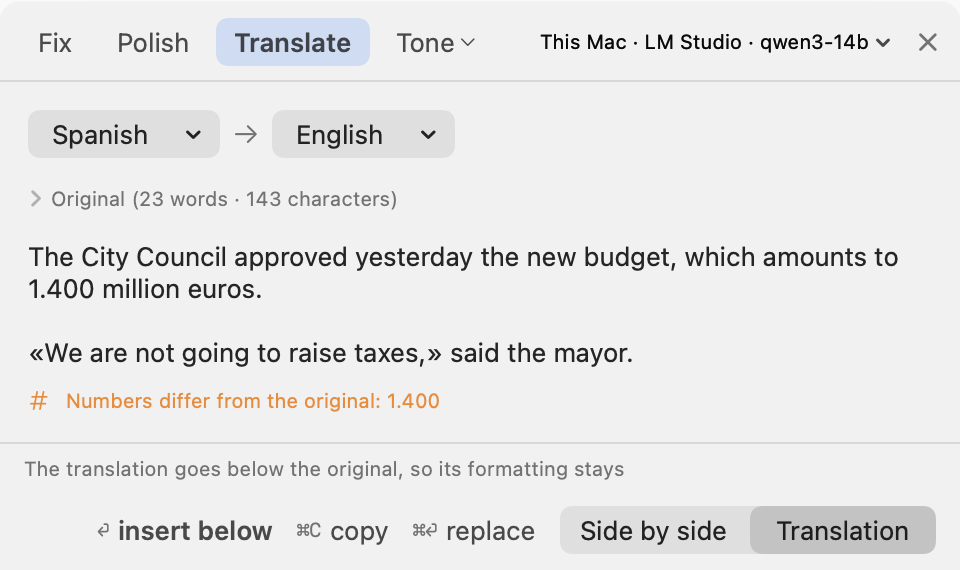 Fix Polish Translate Tone This Mac · LM Studio · qwen3-14b
Spanish → English
Original (23 words · 143 characters)
The City Council approved yesterday the new budget, which amounts to
1.400 million euros.
«We are not going to raise taxes,» said the mayor.
# Numbers differ from the original: 1.400
The translation goes below the original, so its formatting stays
⏎ insert below ⌘C copy ⌘⏎ replace Side by side Translation